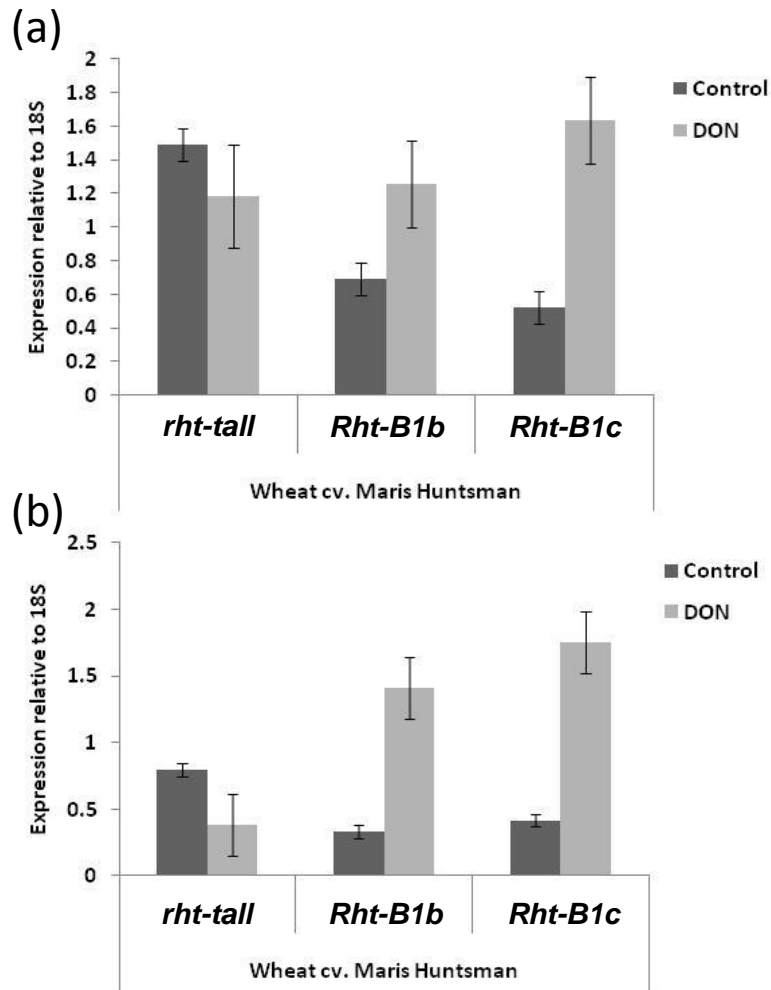 (a)
Expression relative to 18S
2
1.8
1.6
1.4
1.2
1
0.8
0.6
0.4
0.2
0
Control
DON
rht-tall Rht-B1b Rht-B1c
Wheat cv. Maris Huntsman
(b)
Expression relative to 18S
2.5
2
1.5
1
0.5
0
Control
DON
rht-tall Rht-B1b Rht-B1c
Wheat cv. Maris Huntsman